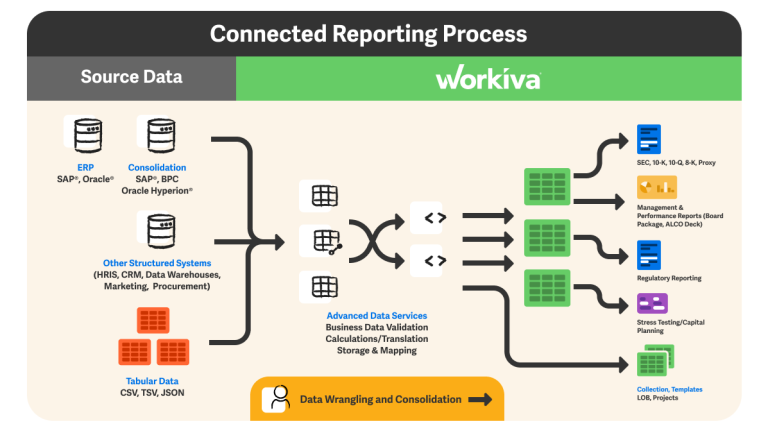 Connected Reporting Process
Source Data
workiva
ERP
SAP®, Oracle®
Consolidation
SAP®, BPC
Oracle Hyperion®
Other Structured Systems
(HRIS, CRM, Data Warehouses,
Marketing, Procurement)
Tabular Data
CSV, TSV, JSON
< >
< >
Advanced Data Services
Business Data Validation
Calculations/Translation
Storage & Mapping
SEC, 10-K, 10-Q, 8-K, Proxy
Management &
Performance Reports (Board
Package, ALCO Deck)
Regulatory Reporting
Stress Testing/Capital
Planning
Collection, Templates
LOB, Projects
Data Wrangling and Consolidation